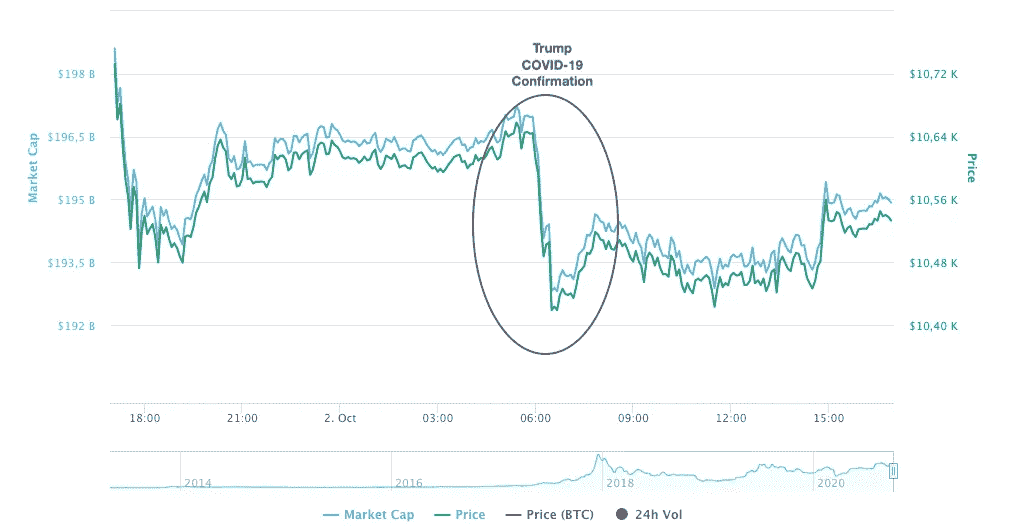 Trump
COVID-19
Confirmation
$198 B
$10,72 K
$196,5 B
$10,64 K
Market Cap
Price
$195 B
$10,56 K
$193,5 B
$10,48 K
$192 B
$10,40 K
18:00 21:00 2. Oct 03:00 06:00 09:00 12:00 15:00
2014 2016 2018 2020
Market Cap Price Price (BTC) 24h Vol